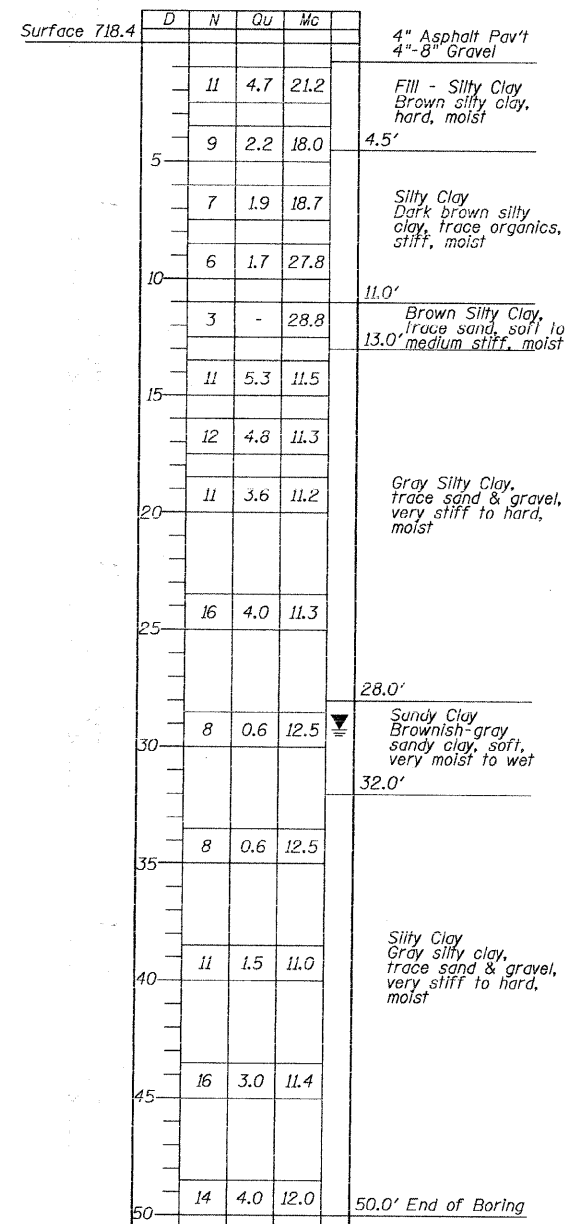 D N Qu Mc
Surface 718.4
4" Asphalt Pav't
4"-8" Gravel
11 4.7 21.2
Fill - Silty Clay
Brown silty clay,
hard, moist
9 2.2 18.0
4.5'
5
7 1.9 18.7
Silty Clay
Dark brown silty
clay, trace organics,
stiff, moist
6 1.7 27.8
10
11.0'
3 - 28.8
Brown Silty Clay,
trace sand, soft to
13.0' medium stiff, moist
11 5.3 11.5
15
12 4.8 11.3
11 3.6 11.2
Gray Silty Clay,
trace sand & gravel,
very stiff to hard,
moist
20
16 4.0 11.3
25
28.0'
8 0.6 12.5
Sandy Clay
Brownish-gray
sandy clay, soft,
very moist to wet
30
32.0'
8 0.6 12.5
35
11 1.5 11.0
Silty Clay
Gray silty clay,
trace sand & gravel,
very stiff to hard,
moist
40
16 3.0 11.4
45
14 4.0 12.0
50.0' End of Boring
50